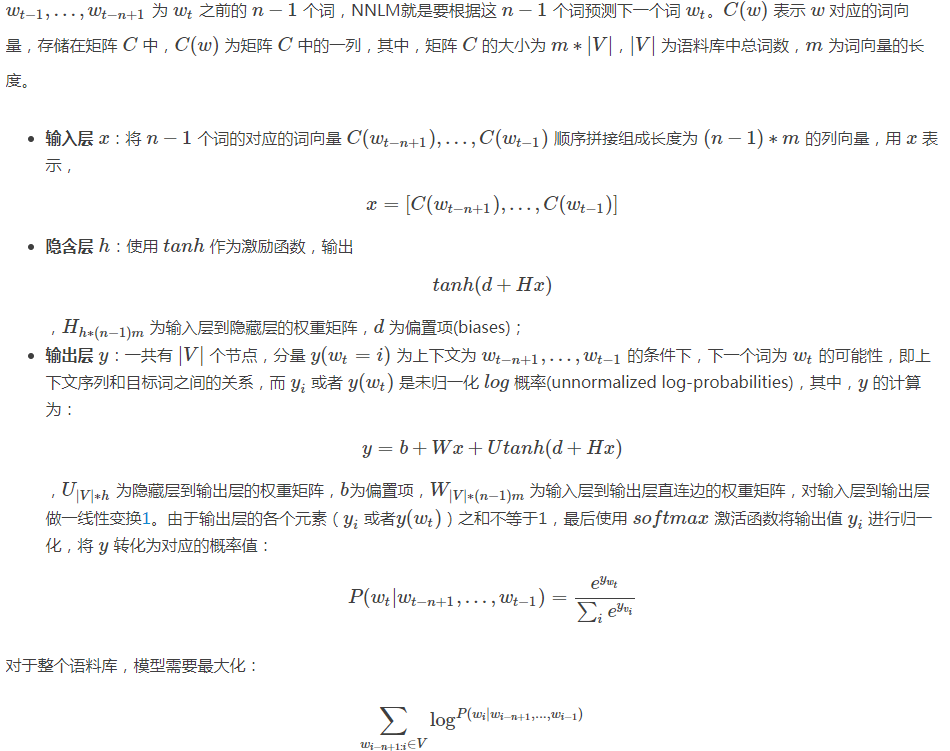 $w_{t-1}, \ldots, w_{t-n+1}$ 为 $w_t$ 之前的 $n-1$ 个词，NNLM就是要根据这 $n-1$ 个词预测下一个词 $w_t$。$C(w)$ 表示 $w$ 对应的词向
量，存储在矩阵 $C$ 中，$C(w)$ 为矩阵 $C$ 中的一列，其中，矩阵 $C$ 的大小为 $m * |V|$，$|V|$ 为语料库中总词数，$m$ 为词向量的长
度。
• 输入层 $x$：将 $n-1$ 个词的对应的词向量 $C(w_{t-n+1}), \ldots, C(w_{t-1})$ 顺序拼接组成长度为 $(n-1) * m$ 的列向量，用 $x$ 表
示，
$x = [C(w_{t-n+1}), \ldots, C(w_{t-1})]$
• 隐含层 $h$：使用 $tanh$ 作为激励函数，输出
$tanh(d + Hx)$
，$H_{h*(n-1)m}$ 为输入层到隐藏层的权重矩阵，$d$ 为偏置项(biases)；
• 输出层 $y$：一共有 $|V|$ 个节点，分量 $y(w_t = i)$ 为上下文为 $w_{t-n+1}, \ldots, w_{t-1}$ 的条件下，下一个词为 $w_t$ 的可能性，即上
下文序列和目标词之间的关系，而 $y_i$ 或者 $y(w_t)$ 是未归一化 $log$ 概率(unnormalized log-probabilities)，其中，$y$ 的计算
为：
$y = b + Wx + Utanh(d + Hx)$
，$U_{|V|*h}$ 为隐藏层到输出层的权重矩阵，$b$为偏置项，$W_{|V|*(n-1)m}$ 为输入层到输出层直连边的权重矩阵，对输入层到输出层
做一线性变换1。由于输出层的各个元素（$y_i$ 或者$y(w_t)$）之和不等于1，最后使用 $softmax$ 激活函数将输出值 $y_i$ 进行归一
化，将 $y$ 转化为对应的概率值：
$P(w_t|w_{t-n+1}, \ldots, w_{t-1}) = \frac{e^{y_{w_t}}}{\sum_i e^{y_{v_i}}}$
对于整个语料库，模型需要最大化：
$\sum_{w_{i-n+1:i} \in V} \log^{P(w_i|w_{i-n+1}, \ldots, w_{i-1})}$